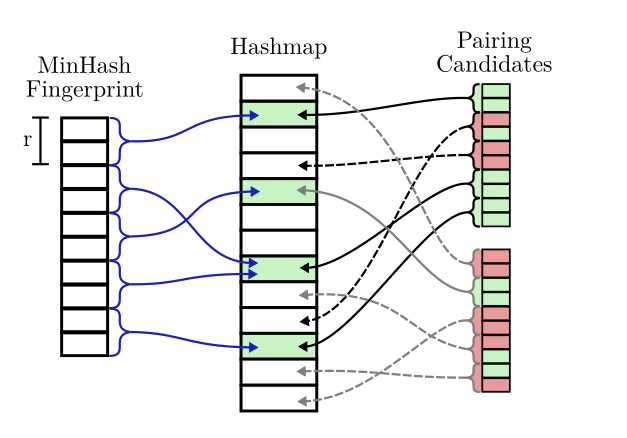 MinHash
Fingerprint
r
Hashmap
Pairing
Candidates